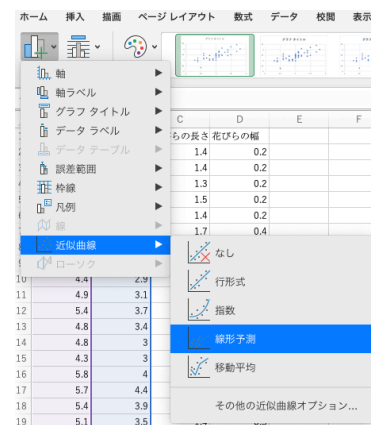 ホーム 挿入 描画 ページ レイアウト 数式 データ 校閲 表示
軸
軸ラベル
グラフ タイトル
データ ラベル
データ テーブル
誤差範囲
枠線
凡例
線
近似曲線
ローソク
なし
行形式
指数
線形予測
移動平均
その他の近似曲線オプション...
C D E F
らの長さ 花びらの幅
1.4 0.2
1.4 0.2
1.3 0.2
1.5 0.2
1.4 0.2
1.7 0.4
10 4.4 2.9
11 4.9 3.1
12 5.4 3.7
13 4.8 3.4
14 4.8 3
15 4.3 3
16 5.8 4
17 5.7 4.4
18 5.4 3.9
19 5.1 3.5